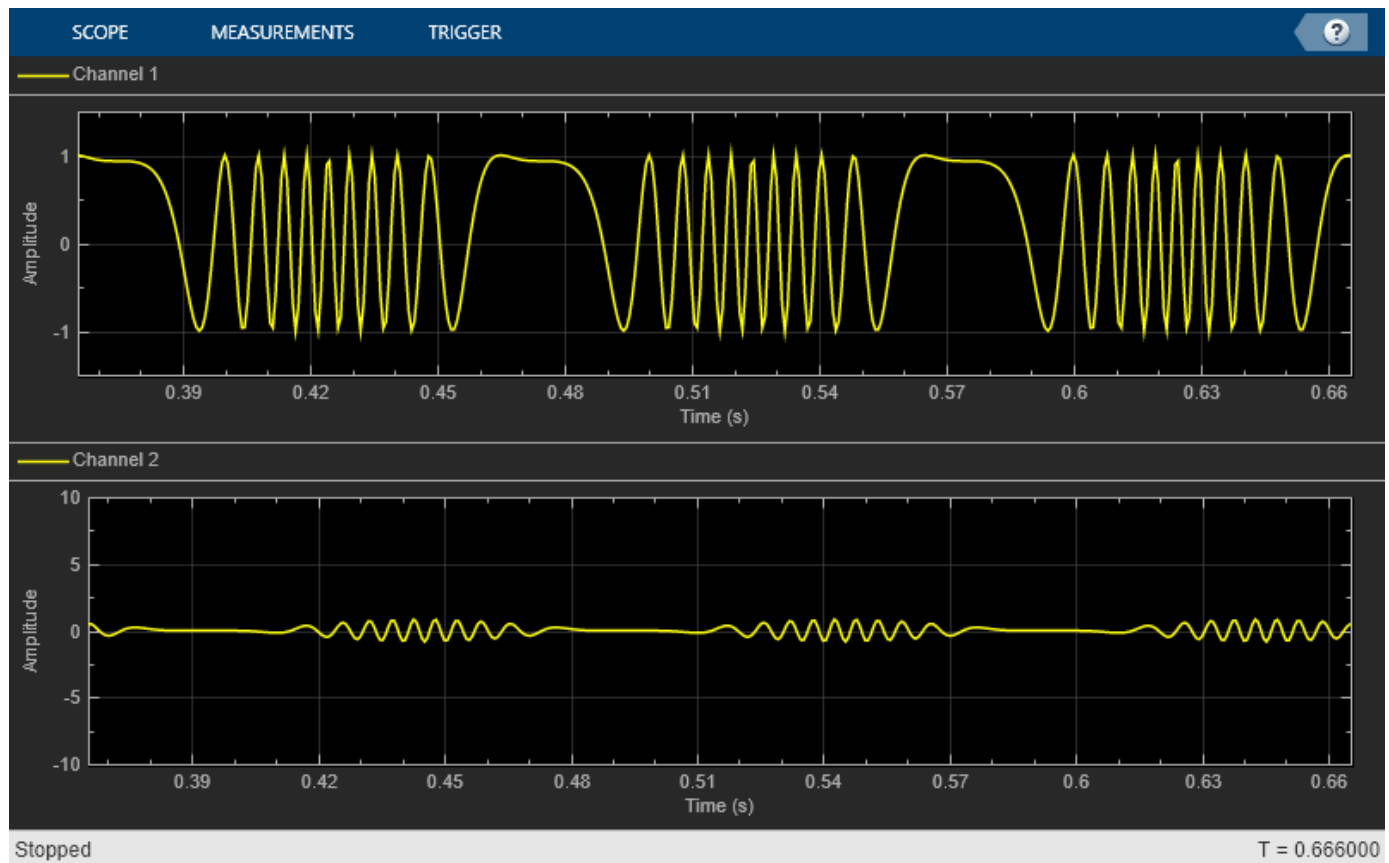 SCOPE MEASUREMENTS TRIGGER ?
Channel 1
1
0
-1
Amplitude
0.39 0.42 0.45 0.48 0.51 0.54 0.57 0.6 0.63 0.66
Time (s)
Channel 2
10
5
0
-5
-10
Amplitude
0.39 0.42 0.45 0.48 0.51 0.54 0.57 0.6 0.63 0.66
Time (s)
Stopped T = 0.666000